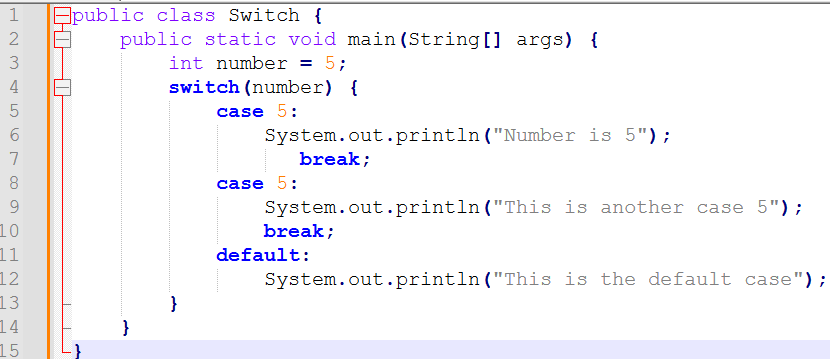 1 public class Switch {
2 public static void main(String[] args) {
3 int number = 5;
4 switch(number) {
5 case 5:
6 System.out.println("Number is 5");
7 break;
8 case 5:
9 System.out.println("This is another case 5");
10 break;
11 default:
12 System.out.println("This is the default case");
13 }
14 }
15 }